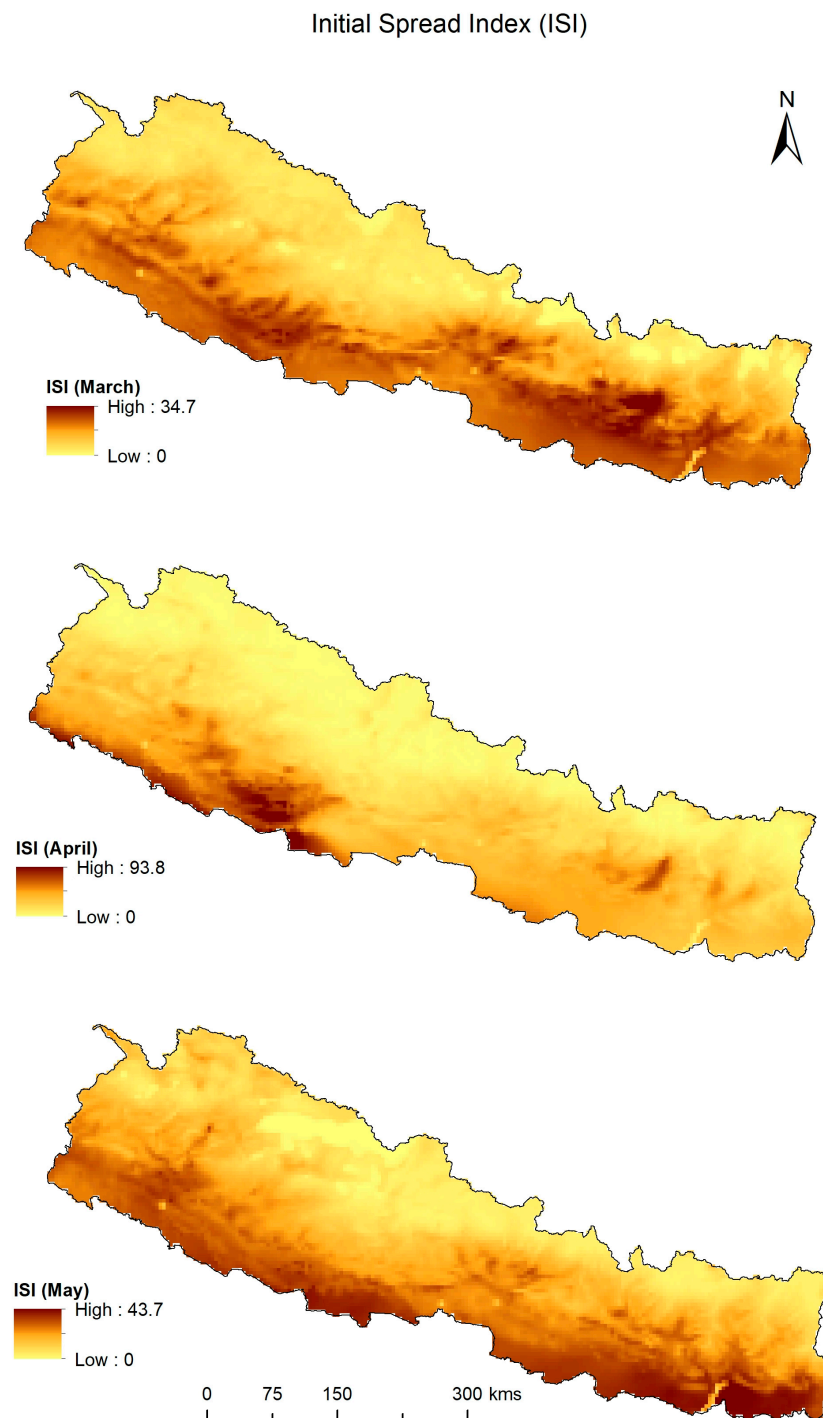 Initial Spread Index (ISI)
N
ISI (March)
High : 34.7
Low : 0
ISI (April)
High : 93.8
Low : 0
ISI (May)
High : 43.7
Low : 0
0 75 150 300 kms